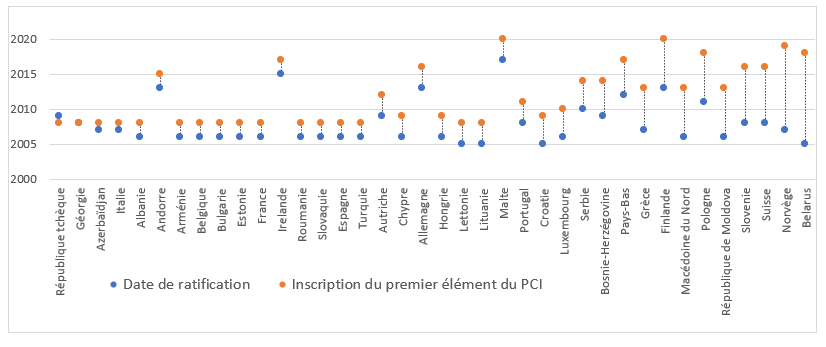 2020
2015
2010
2005
2000
République tchèque
Géorgie
Azerbaïdjan
Italie
Albanie
Andorre
Arménie
Belgique
Bulgarie
Estonie
France
Irelande
Roumanie
Slovaquie
Espagne
Turquie
Autriche
Chypre
Allemagne
Hongrie
Lettonie
Lituanie
Malte
Portugal
Croatie
Luxembourg
Serbie
Bosnie-Herzégovine
Pays-Bas
Grèce
Finlande
Macédoine du Nord
Pologne
République de Moldova
Slovenie
Suisse
Norvège
Belarus
Date de ratification
Inscription du premier élément du PCI